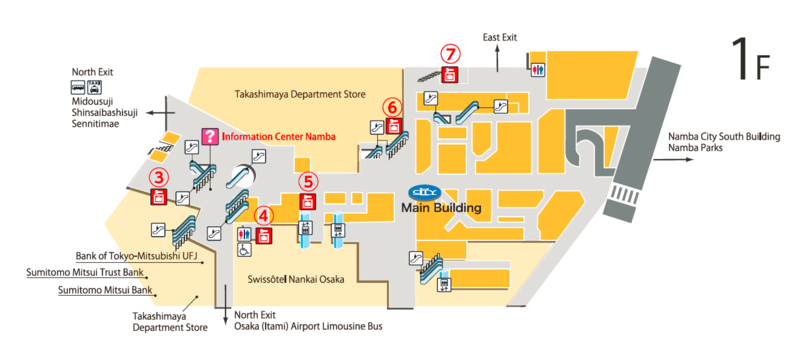 1F
East Exit
⑦
North Exit
TAXI
Midousuji
Shinsaibashisuji
Sennitimae
Takashimaya Department Store
⑥
?
Information Center Namba
Namba City South Building
Namba Parks
③
⑤
CITY
Main Building
④
Bank of Tokyo-Mitsubishi UFJ
Sumitomo Mitsui Trust Bank
Sumitomo Mitsui Bank
Swissôtel Nankai Osaka
Takashimaya
Department Store
North Exit
Osaka (Itami) Airport Limousine Bus